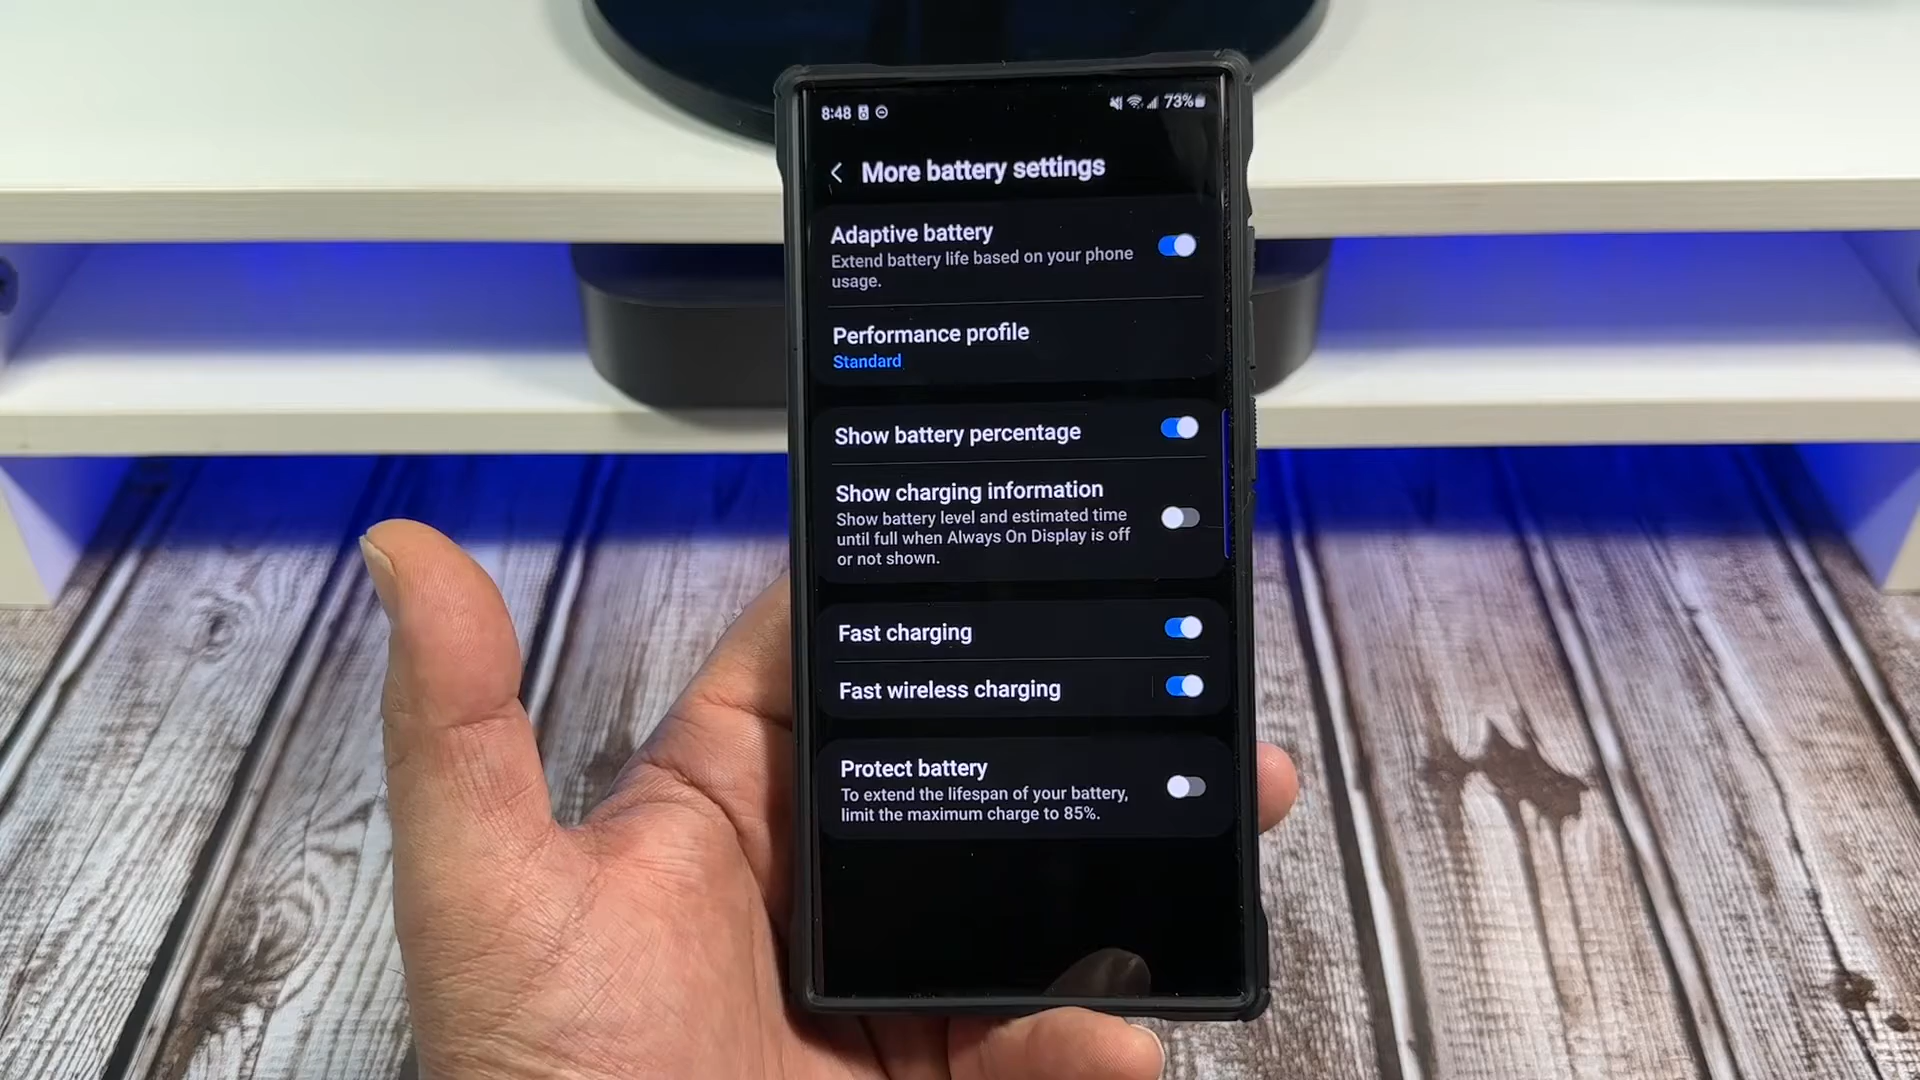 8:48
73%
More battery settings
Adaptive battery
Extend battery life based on your phone
usage.
Performance profile
Standard
Show battery percentage
Show charging information
Show battery level and estimated time
until full when Always On Display is off
or not shown.
Fast charging
Fast wireless charging
Protect battery
To extend the lifespan of your battery,
limit the maximum charge to 85%.